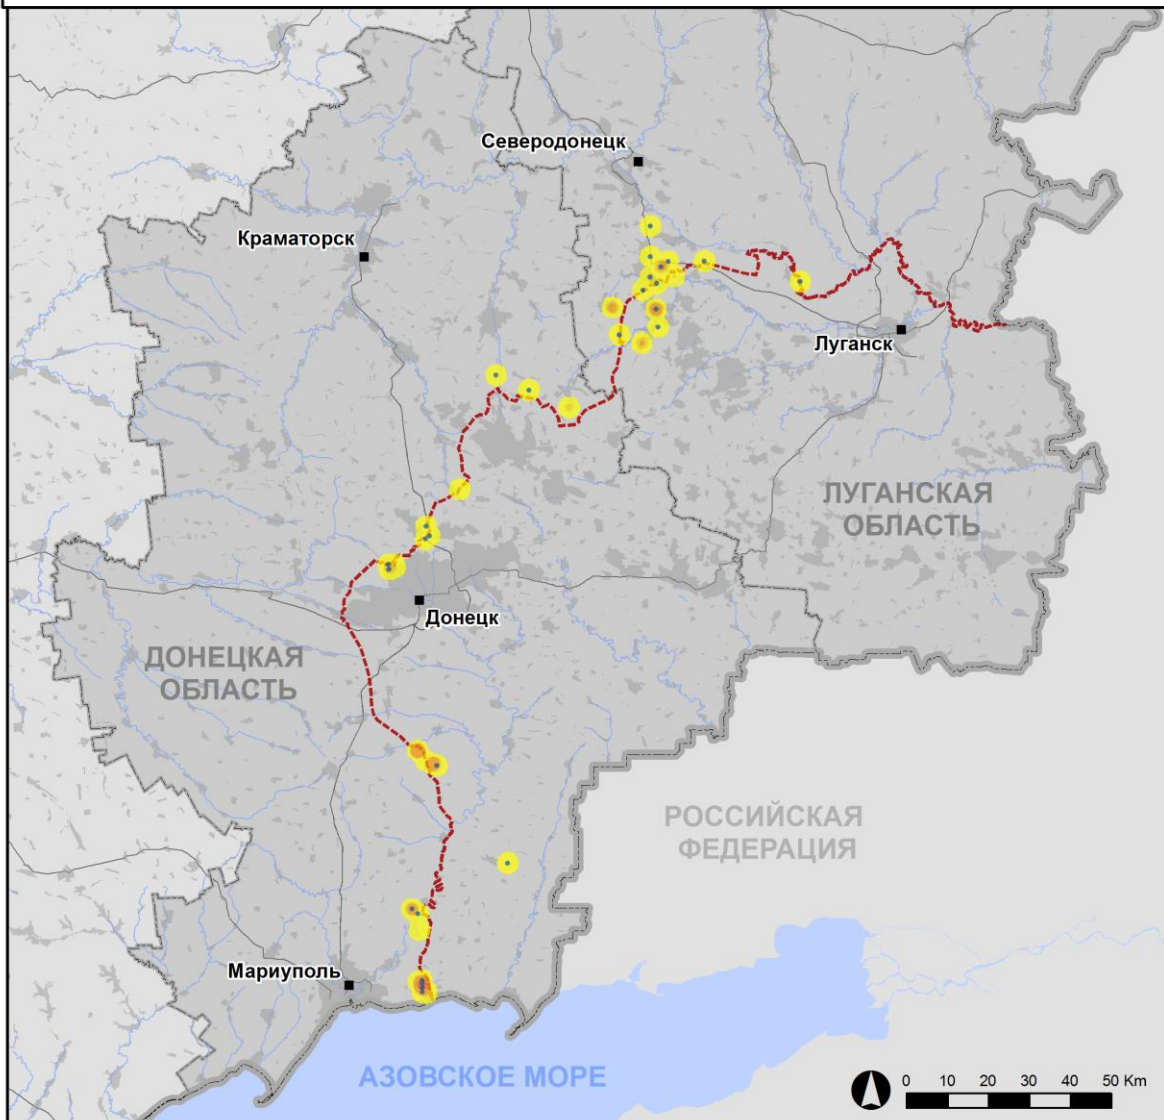 Северодонецк
Краматорск
Луганск
ЛУГАНСКАЯ
ОБЛАСТЬ
Донецк
ДОНЕЦКАЯ
ОБЛАСТЬ
РОССИЙСКАЯ
ФЕДЕРАЦИЯ
Мариуполь
АЗОВСКОЕ МОРЕ
0 10 20 30 40 50 Km